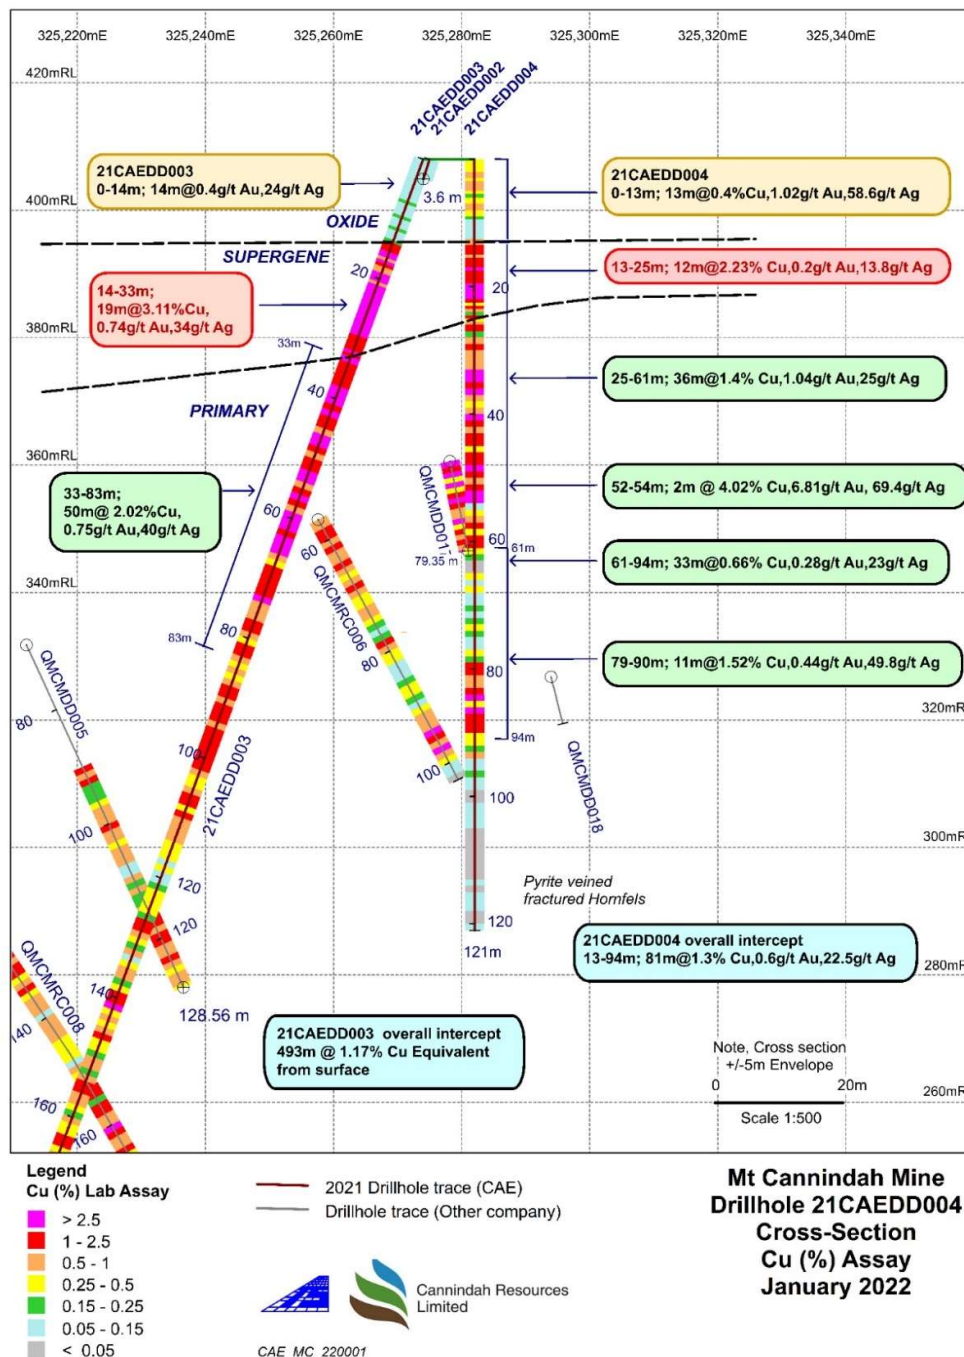 325,220mE
325,240mE
325,260mE
325,280mE
325,300mE
325,320mE
325,340mE
420mRL
21CAEDD003
21CAEDD002
21CAEDD004
21CAEDD003
0-14m; 14m@0.4g/t Au,24g/t Ag
3.6 m
21CAEDD004
0-13m; 13m@0.4%Cu,1.02g/t Au,58.6g/t Ag
400mRL
OXIDE
SUPERGENE
20
20
13-25m; 12m@2.23% Cu,0.2g/t Au,13.8g/t Ag
14-33m;
19m@3.11%Cu,
0.74g/t Au,34g/t Ag
380mRL
33m
25-61m; 36m@1.4% Cu,1.04g/t Au,25g/t Ag
PRIMARY
40
40
360mRL
QMCMDD01
52-54m; 2m @ 4.02% Cu,6.81g/t Au, 69.4g/t Ag
33-83m;
50m@ 2.02%Cu,
0.75g/t Au,40g/t Ag
60
60
60
61m
79.35 m
61-94m; 33m@0.66% Cu,0.28g/t Au,23g/t Ag
340mRL
QMCMRC006
83m
80
80
80
79-90m; 11m@1.52% Cu,0.44g/t Au,49.8g/t Ag
QMCMDD005
80
320mRL
94m
QMCMDD018
100
100
100
21CAEDD003
100
300mRL
120
Pyrite veined
fractured Hornfels
120
120
121m
21CAEDD004 overall intercept
13-94m; 81m@1.3% Cu,0.6g/t Au,22.5g/t Ag
QMCMRC008
280mRL
140
140
128.56 m
21CAEDD003 overall intercept
493m @ 1.17% Cu Equivalent
from surface
Note, Cross section
+/-5m Envelope
0
20m
Scale 1:500
260mRL
160
160
Legend
Cu (%) Lab Assay
> 2.5
1 - 2.5
0.5 - 1
0.25 - 0.5
0.15 - 0.25
0.05 - 0.15
< 0.05
2021 Drillhole trace (CAE)
Drillhole trace (Other company)
Cannindah Resources
Limited
CAE MC 220001
Mt Cannindah Mine
Drillhole 21CAEDD004
Cross-Section
Cu (%) Assay
January 2022